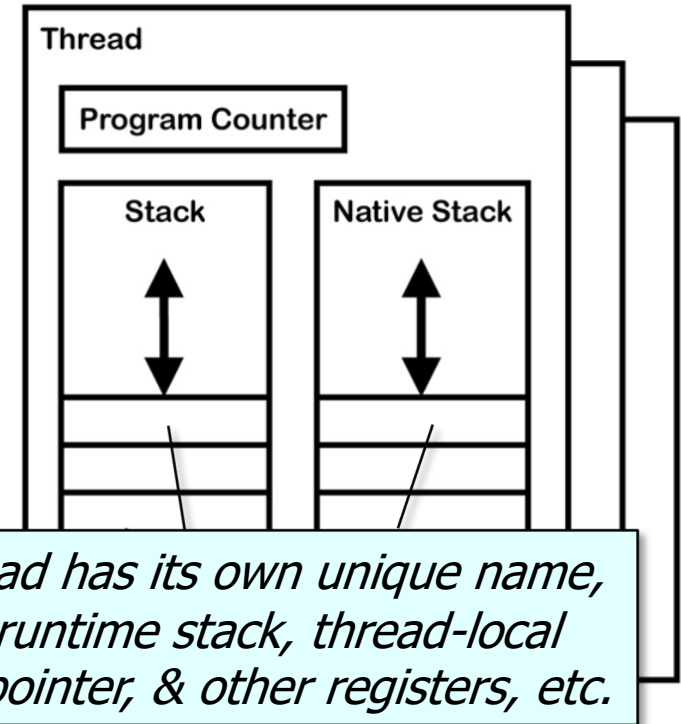 Thread
Program Counter
Stack
Native Stack
has its own unique name,
runtime stack, thread-local
pointer, & other registers, etc.